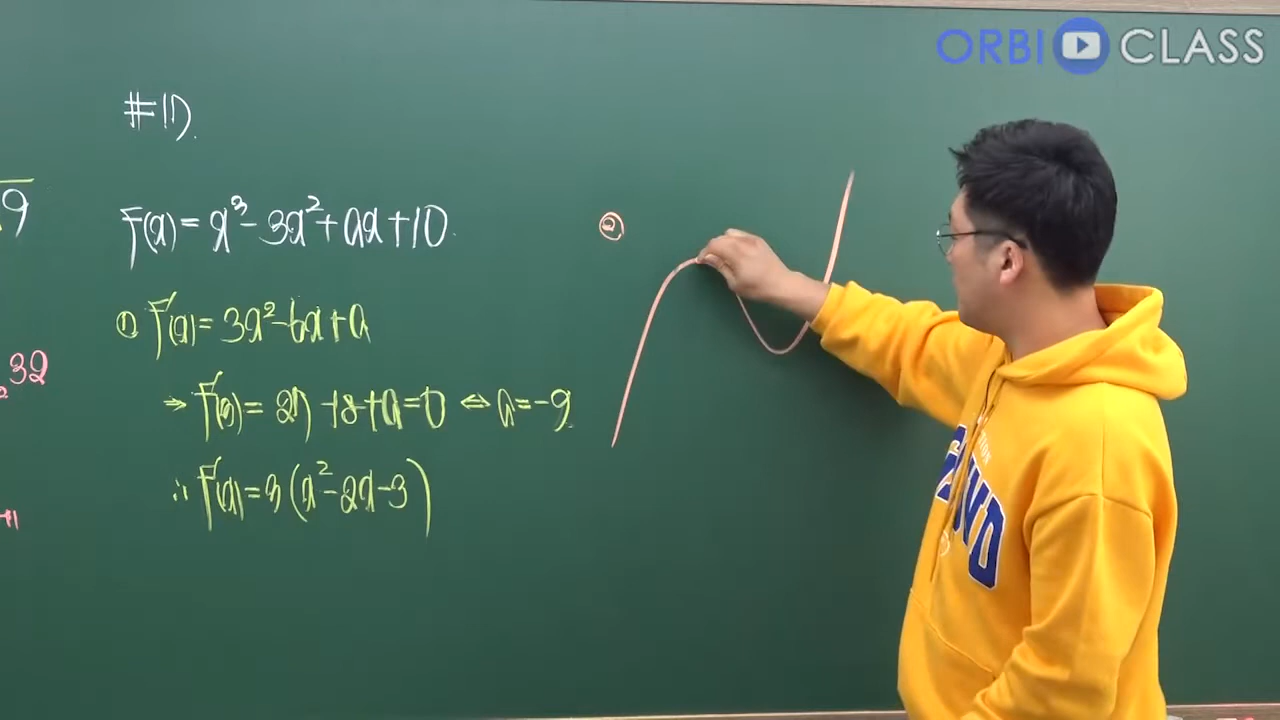 ORBI CLASS
#17.
9
f(x) = x³ - 3x² + ax + 10.
② 
① f'(x) = 3x² - 6x + a
32
⇒ f'(3) = 27 - 18 + a = 0 ⇔ a = -9.
∴ f'(x) = 3(x² - 2x - 3)
+1